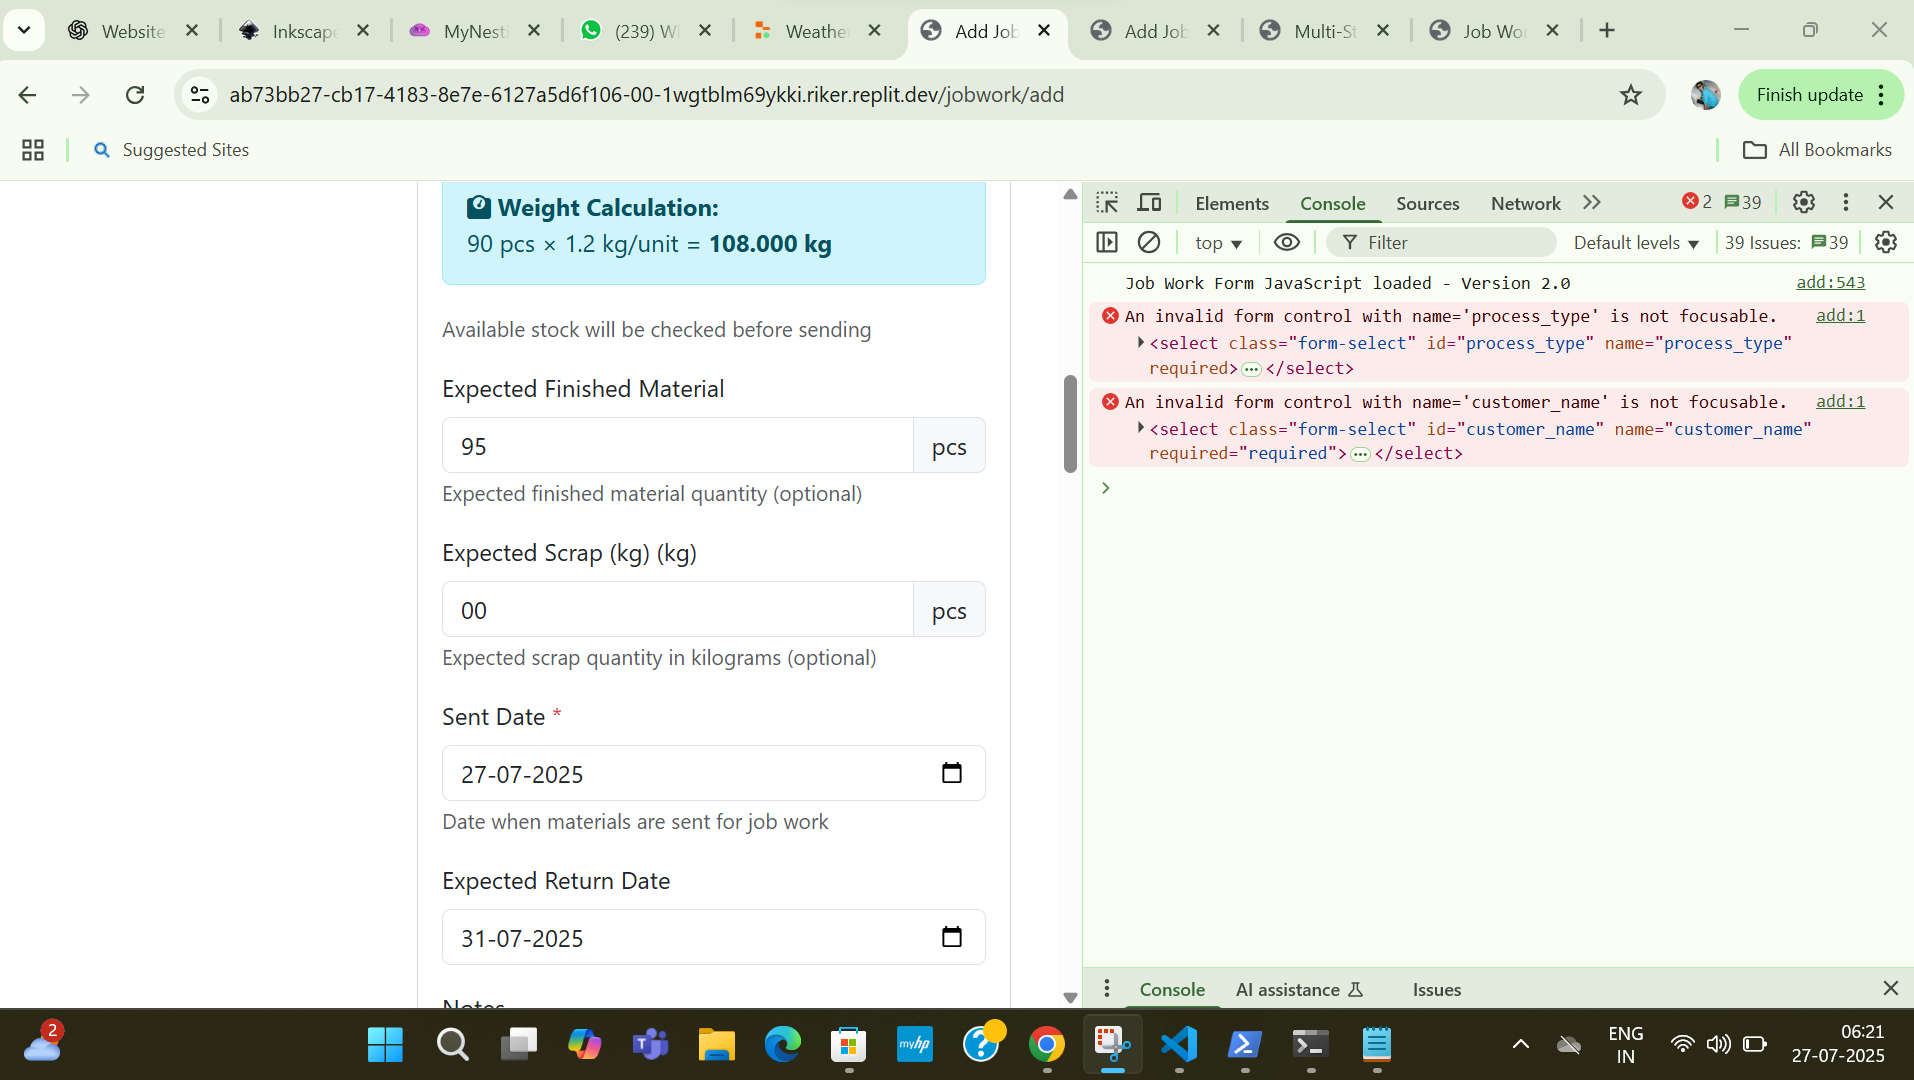 Website
Inkscape
MyNesti
(239) W
Weather
Add Job
Add Job
Multi-St
Job Wor
ab73bb27-cb17-4183-8e7e-6127a5d6f106-00-1wgtblm69ykki.riker.replit.dev/jobwork/add
Finish update
Suggested Sites
All Bookmarks
Weight Calculation:
90 pcs × 1.2 kg/unit = 108.000 kg
Available stock will be checked before sending
Expected Finished Material
95 pcs
Expected finished material quantity (optional)
Expected Scrap (kg) (kg)
00 pcs
Expected scrap quantity in kilograms (optional)
Sent Date *
27-07-2025
Date when materials are sent for job work
Expected Return Date
31-07-2025
Notes
Elements Console Sources Network 2 39
top Filter Default levels 39 Issues: 39
Job Work Form JavaScript loaded - Version 2.0 add:543
An invalid form control with name='process_type' is not focusable. add:1
<select class="form-select" id="process_type" name="process_type"
required>…</select>
An invalid form control with name='customer_name' is not focusable. add:1
<select class="form-select" id="customer_name" name="customer_name"
required="required">…</select>
Console AI assistance Issues
2
myhp
ENG
IN
06:21
27-07-2025